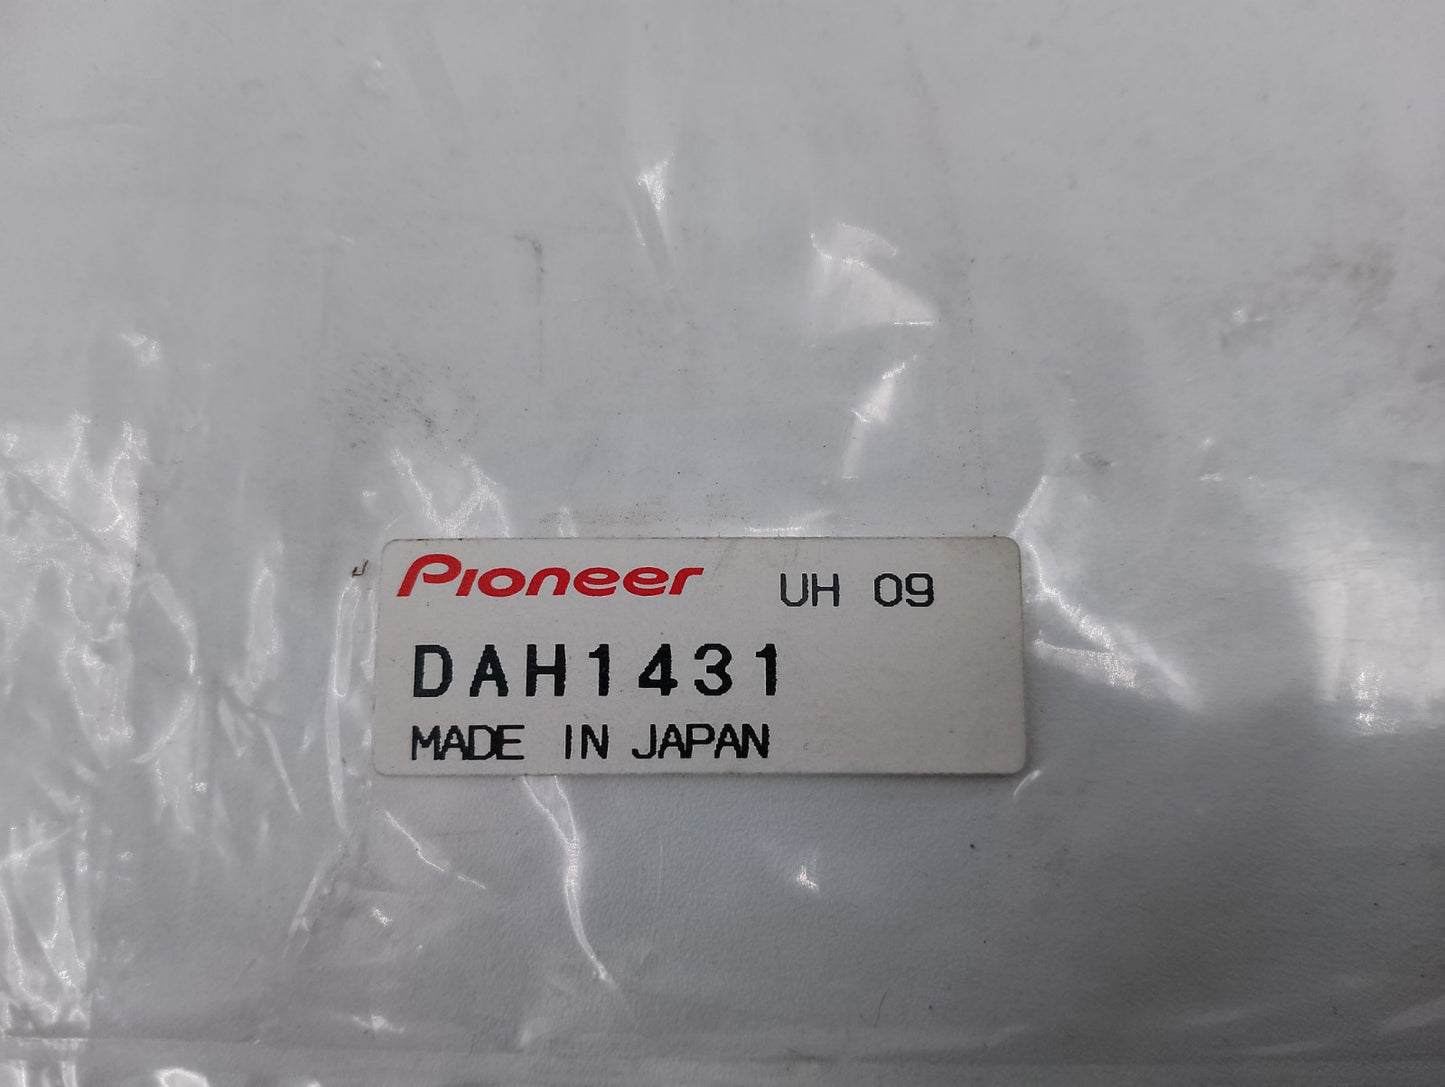 Pioneer UH 09
DAH1431
MADE IN JAPAN